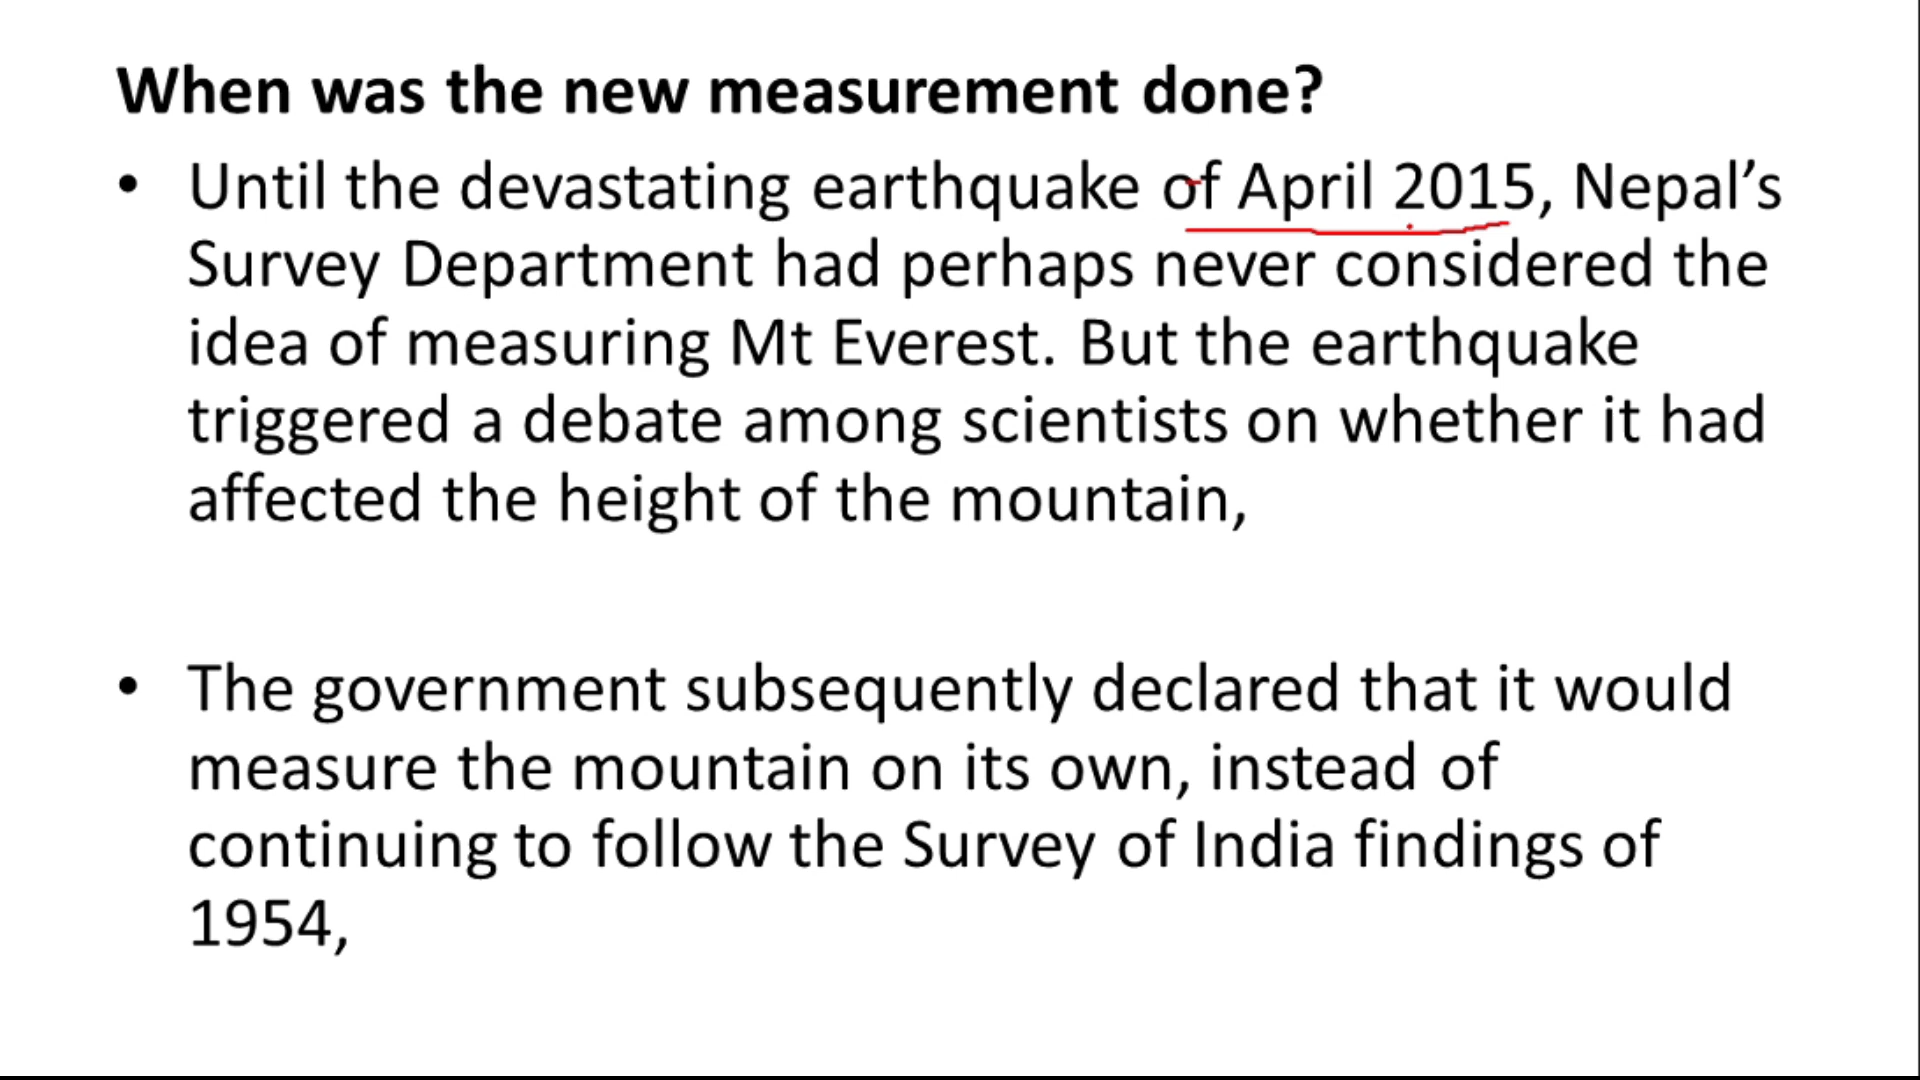 When was the new measurement done?
• Until the devastating earthquake of April 2015, Nepal’s
Survey Department had perhaps never considered the
idea of measuring Mt Everest. But the earthquake
triggered a debate among scientists on whether it had
affected the height of the mountain,
• The government subsequently declared that it would
measure the mountain on its own, instead of
continuing to follow the Survey of India findings of
1954,